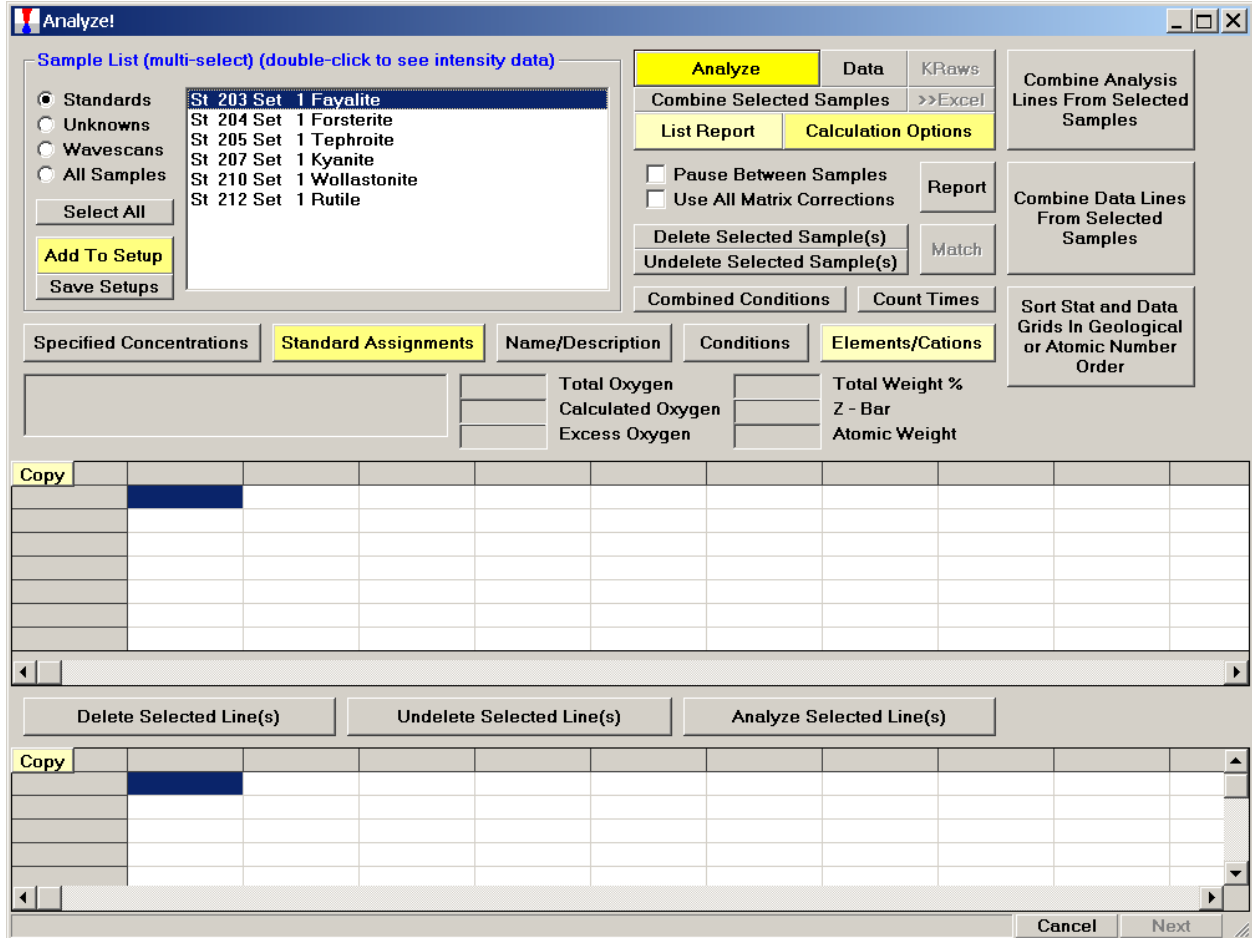 Analyze!
Sample List (multi-select) (double-click to see intensity data)
Standards
Unknowns
Wavescans
All Samples
Select All
Add To Setup
Save Setups
St 203 Set 1 Fayalite
St 204 Set 1 Forsterite
St 205 Set 1 Tephroite
St 207 Set 1 Kyanite
St 210 Set 1 Wollastonite
St 212 Set 1 Rutile
Analyze
Data
KRaws
Combine Selected Samples
>>Excel
List Report
Calculation Options
Pause Between Samples
Use All Matrix Corrections
Report
Delete Selected Sample(s)
Undelete Selected Sample(s)
Match
Combined Conditions
Count Times
Combine Analysis
Lines From Selected
Samples
Combine Data Lines
From Selected
Samples
Sort Stat and Data
Grids In Geological
or Atomic Number
Order
Specified Concentrations
Standard Assignments
Name/Description
Conditions
Elements/Cations
Total Oxygen
Calculated Oxygen
Excess Oxygen
Total Weight %
Z - Bar
Atomic Weight
Copy
Delete Selected Line(s)
Undelete Selected Line(s)
Analyze Selected Line(s)
Copy
Cancel
Next